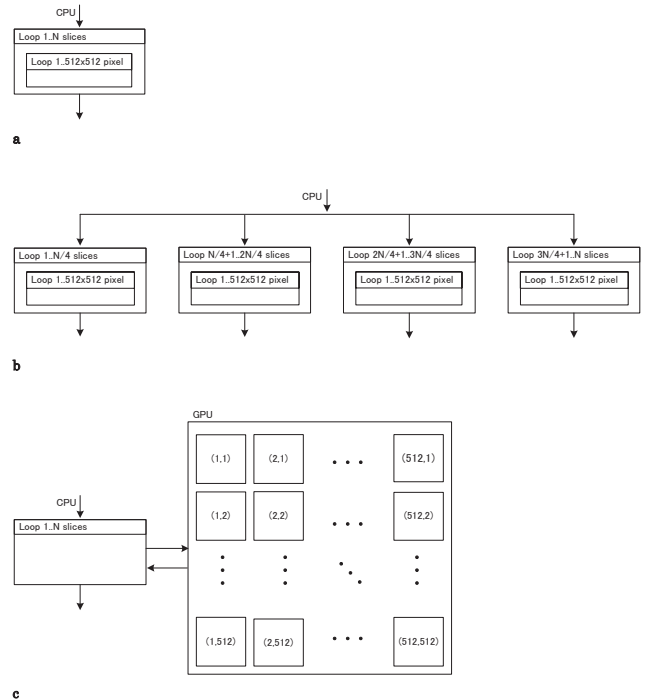 CPU
Loop 1..N slices
Loop 1..512x512 pixel
a
CPU
Loop 1..N/4 slices
Loop 1..512x512 pixel
Loop N/4+1..2N/4 slices
Loop 1..512x512 pixel
Loop 2N/4+1..3N/4 slices
Loop 1..512x512 pixel
Loop 3N/4+1..N slices
Loop 1..512x512 pixel
b
CPU
Loop 1..N slices
GPU
(1,1) (2,1) • • • (512,1)
(1,2) (2,2) • • • (512,2)
(1,512) (2,512) • • • (512,512)
c